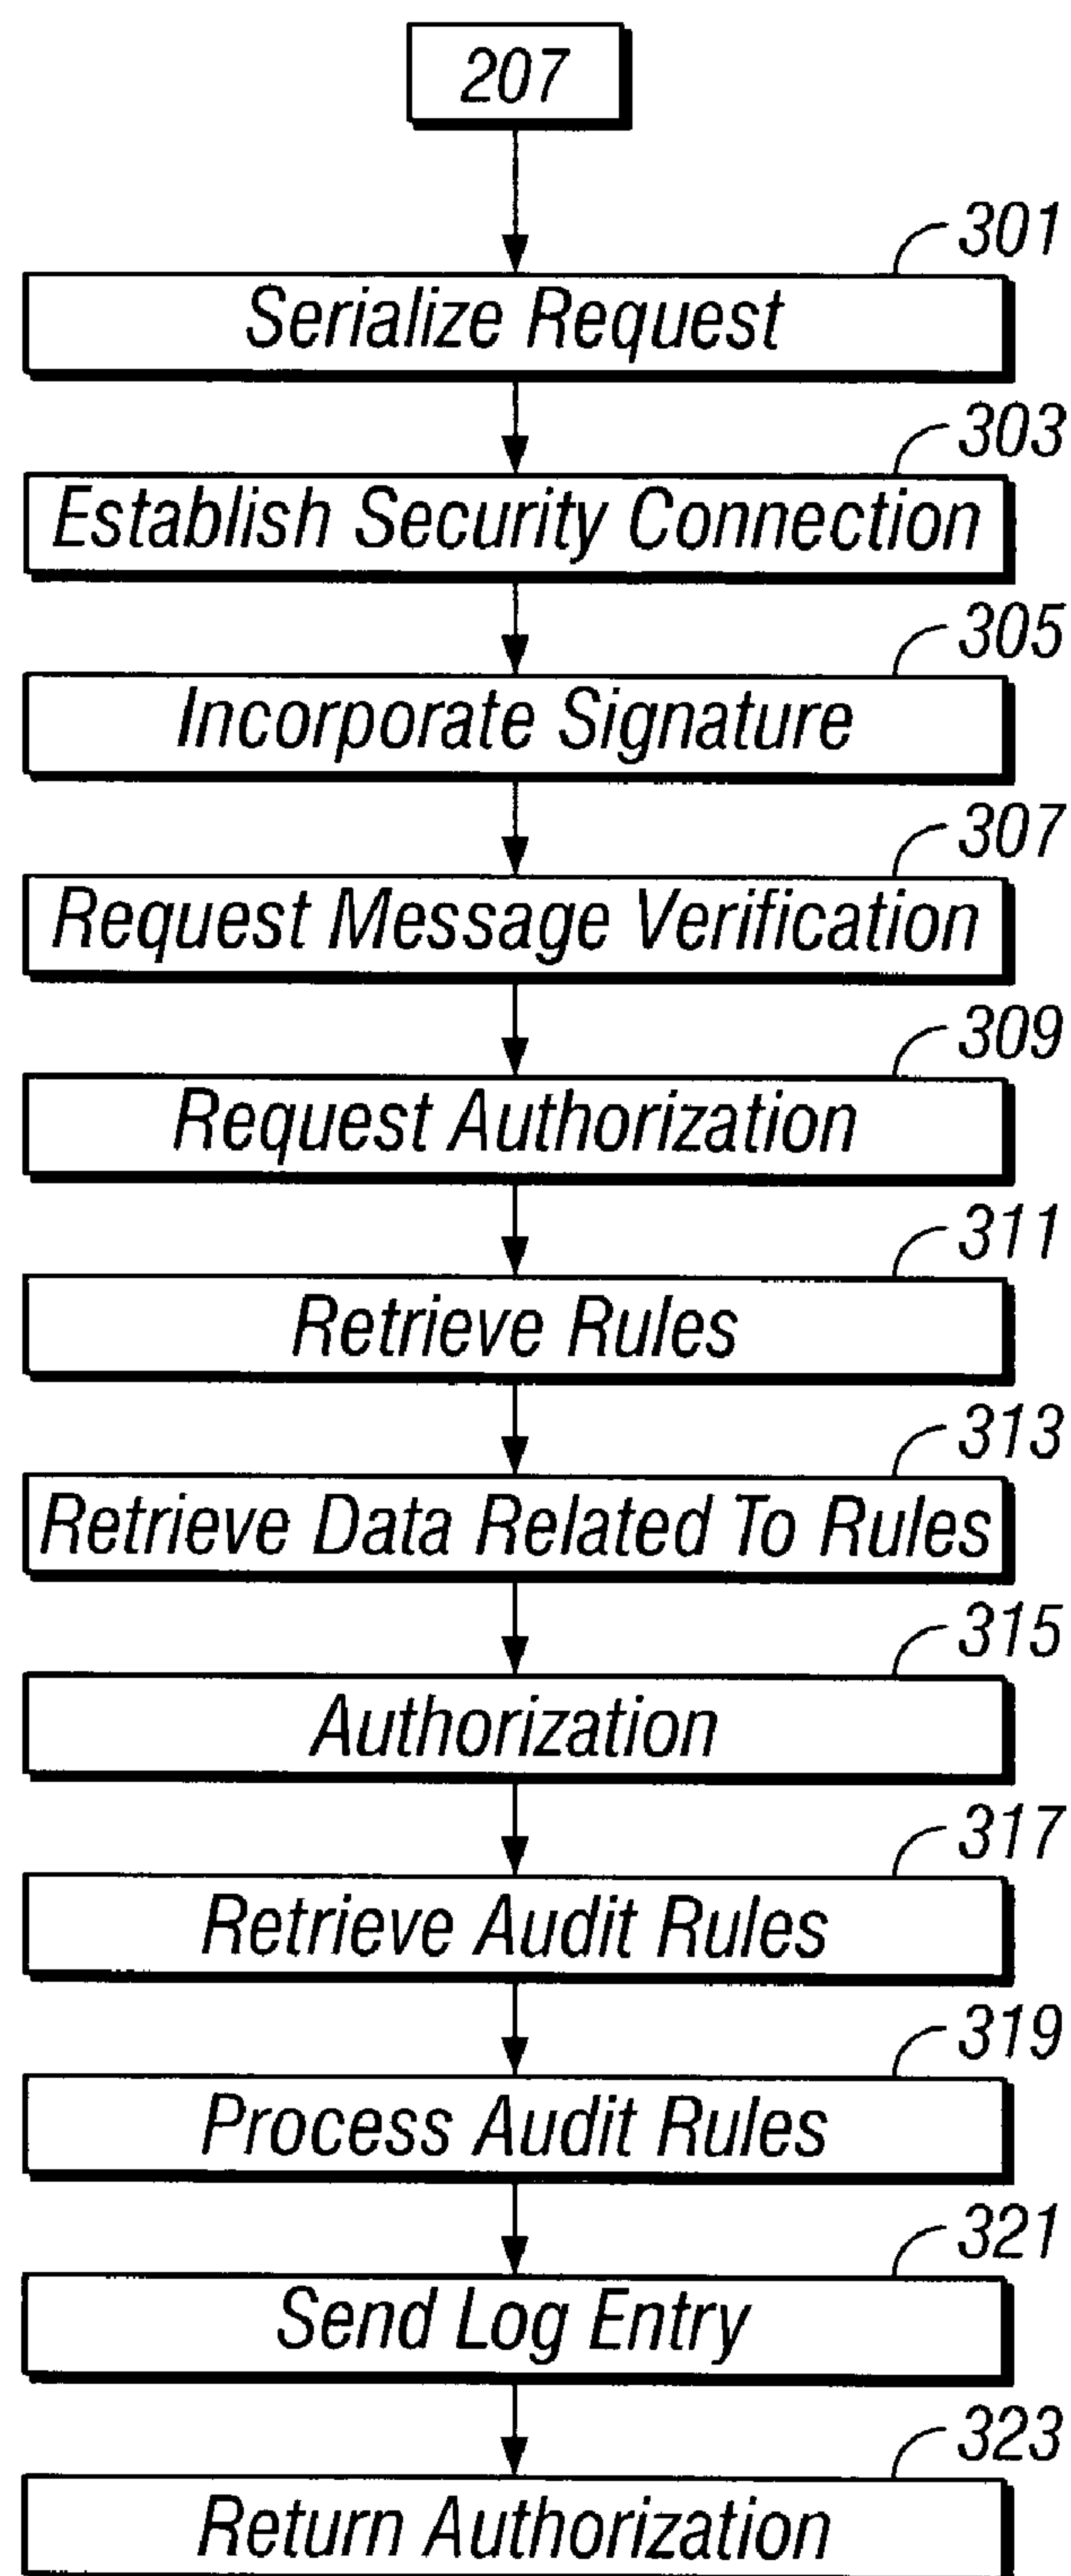 207
301
Serialize Request
303
Establish Security Connection
305
Incorporate Signature
307
Request Message Verification
309
Request Authorization
311
Retrieve Rules
313
Retrieve Data Related To Rules
315
Authorization
317
Retrieve Audit Rules
319
Process Audit Rules
321
Send Log Entry
323
Return Authorization